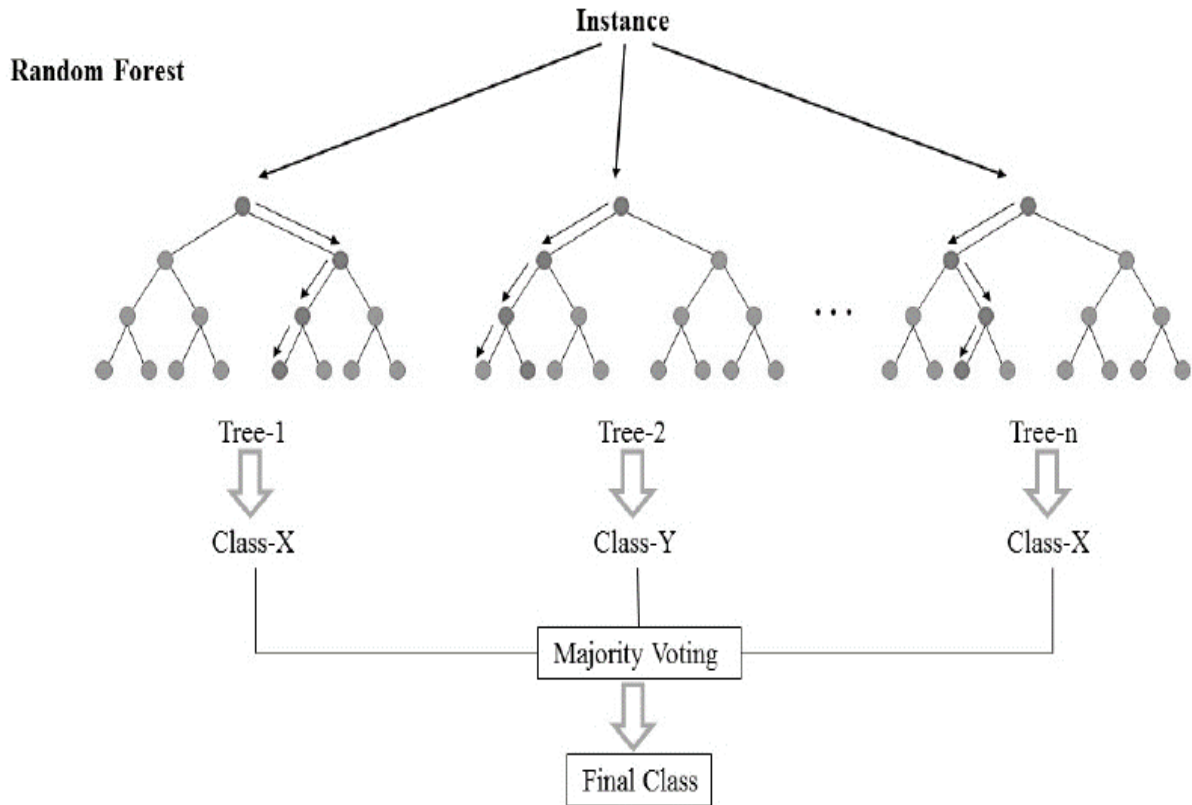 Instance
Random Forest
...
Tree-1
Tree-2
Tree-n
Class-X
Class-Y
Class-X
Majority Voting
Final Class